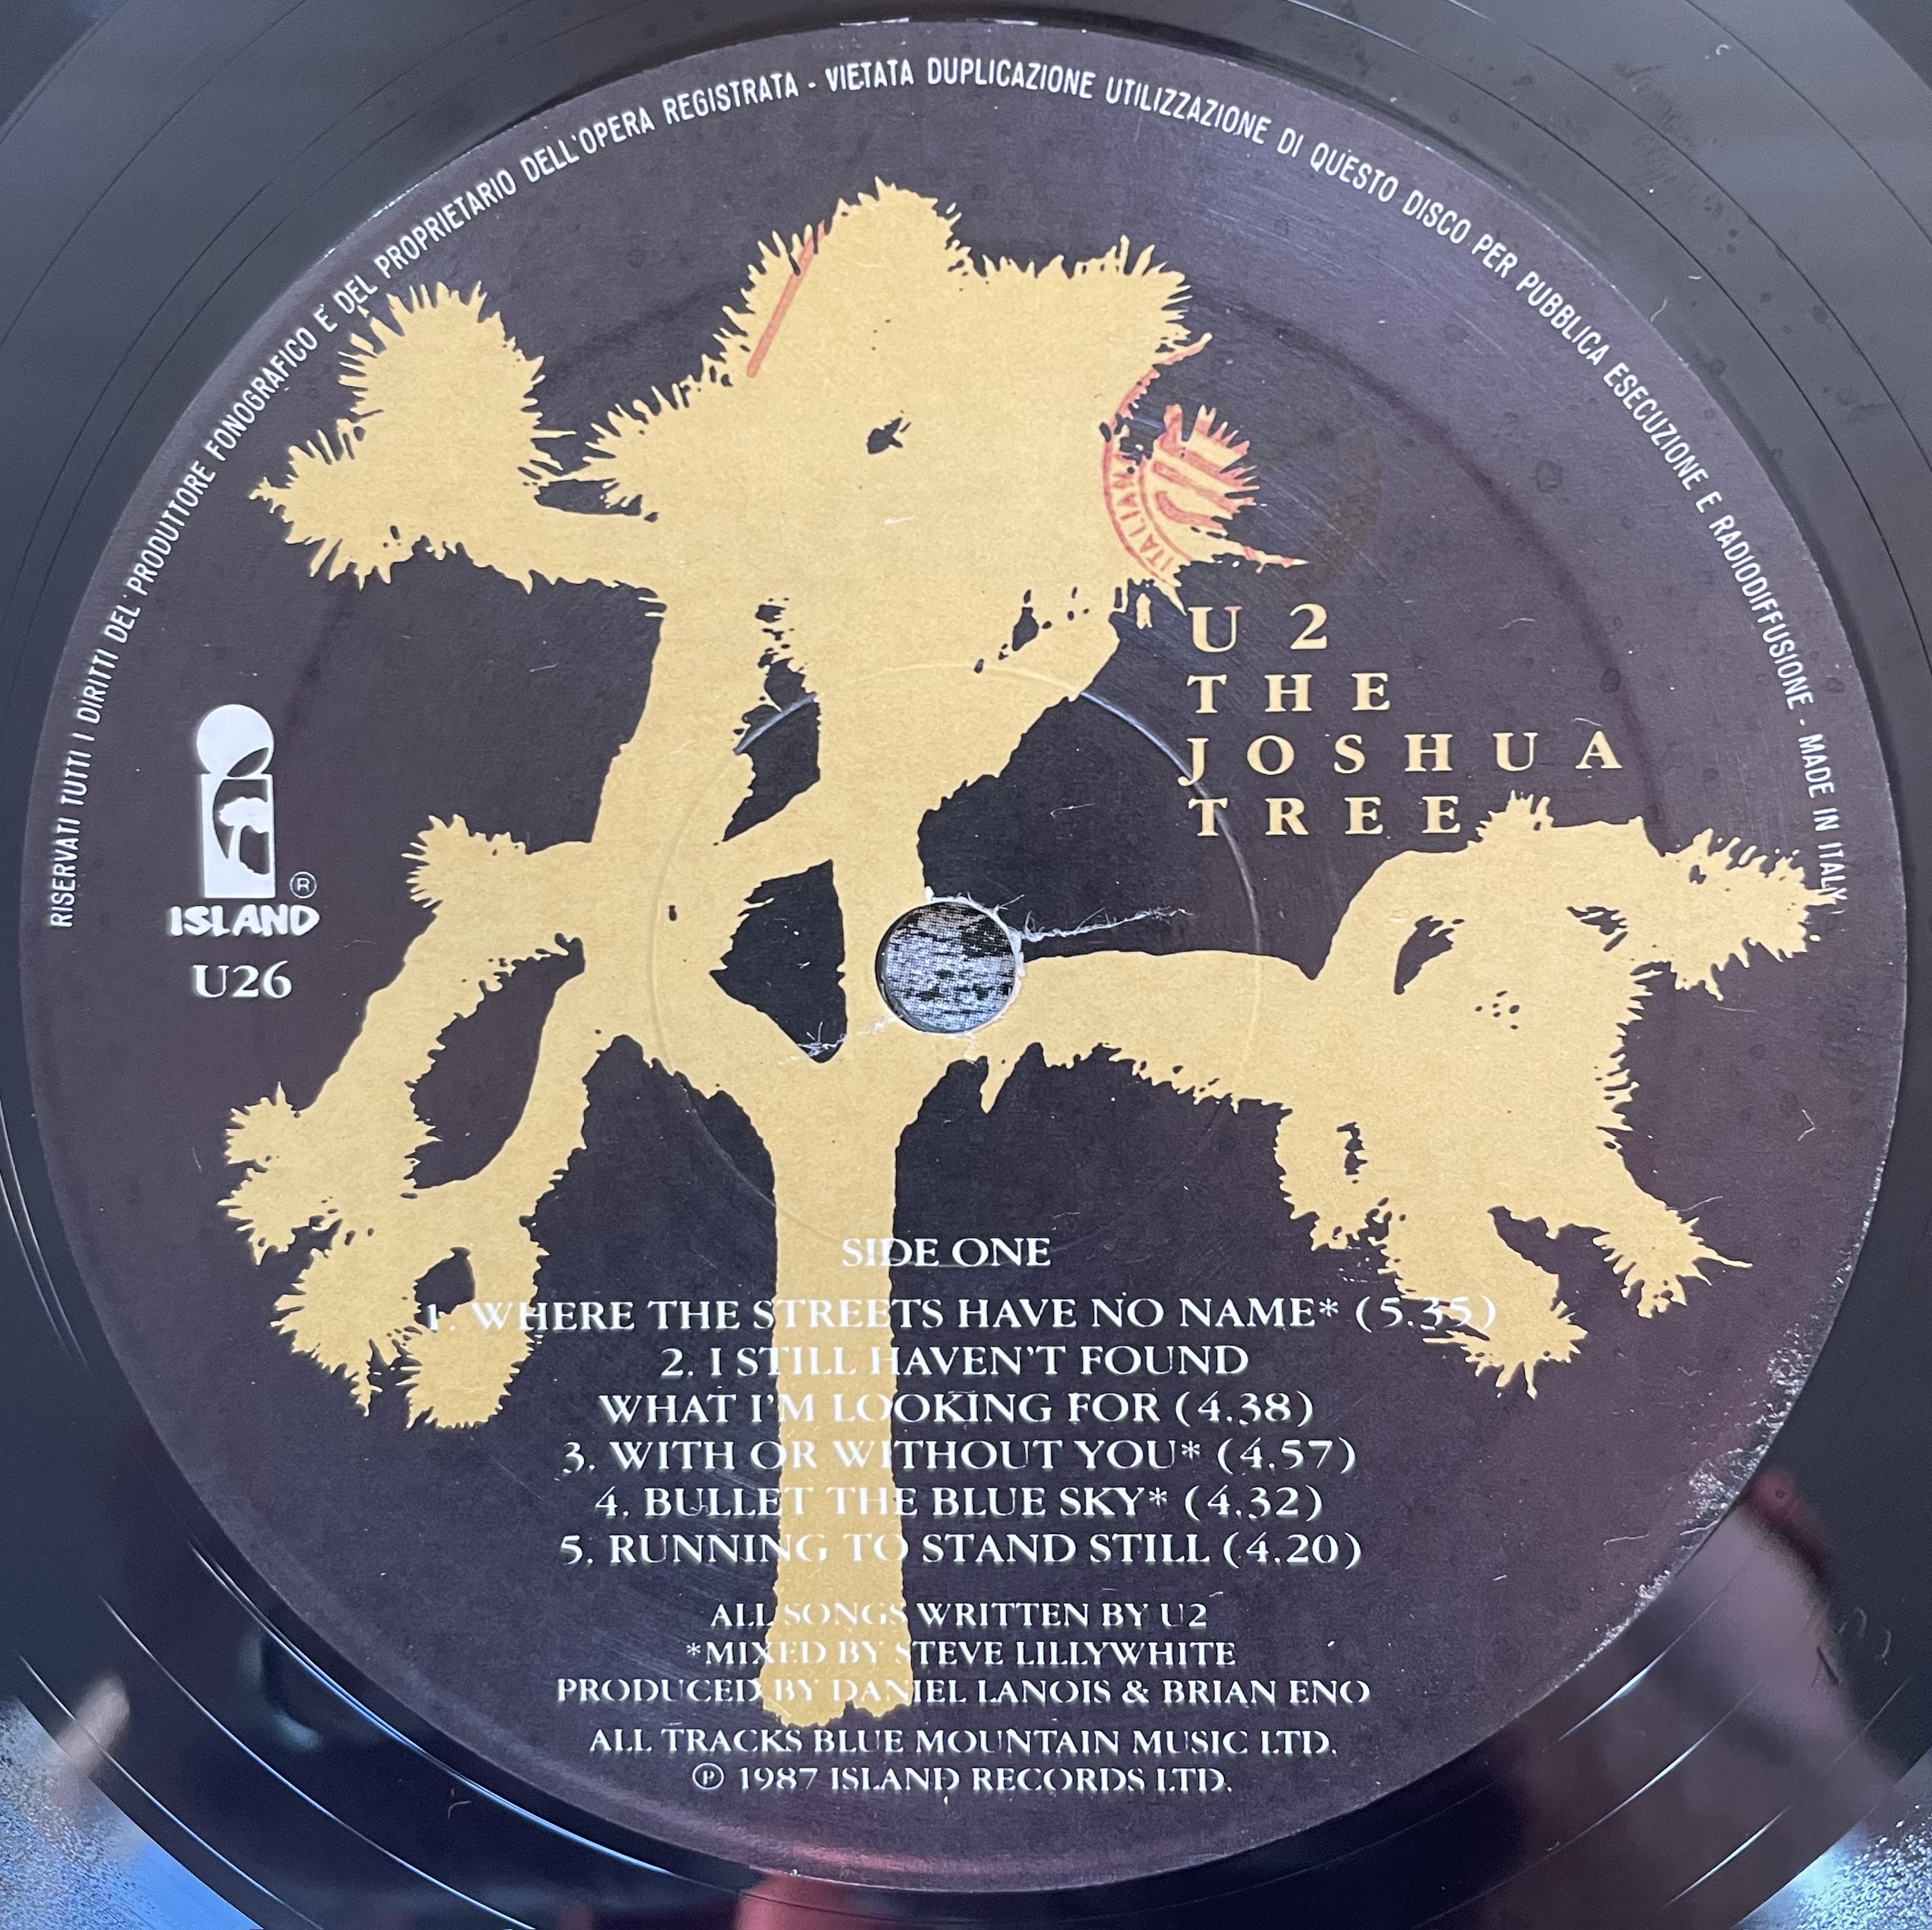 RISERVATI TUTTI I DIRITTI DEL PRODUTTORE FONOGRAFICO E DEL PROPRIETARIO DELL'OPERA REGISTRATA - VIETATA DUPLICAZIONE UTILIZZAZIONE DI QUESTO DISCO PER PUBBLICA ESECUZIONE E RADIODIFFUSIONE - MADE IN ITALY
ITALIANA
U 2
THE
JOSHUA
TREE
®
ISLAND
U26
SIDE ONE
1. WHERE THE STREETS HAVE NO NAME* (5.35)
2. I STILL HAVEN'T FOUND
WHAT I'M LOOKING FOR (4.38)
3. WITH OR WITHOUT YOU* (4.57)
4. BULLET THE BLUE SKY* (4.32)
5. RUNNING TO STAND STILL (4.20)
ALL SONGS WRITTEN BY U2
*MIXED BY STEVE LILLYWHITE
PRODUCED BY DANIEL LANOIS & BRIAN ENO
ALL TRACKS BLUE MOUNTAIN MUSIC LTD.
℗ 1987 ISLAND RECORDS LTD.